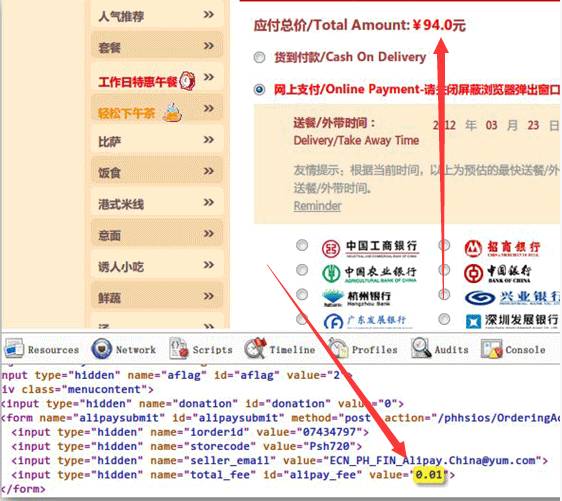 人气推荐 »
套餐 »
工作日特惠午餐
轻松下午茶
比萨 »
饭食 »
港式米线 »
意面 »
诱人小吃 »
鲜蔬 »
汤
应付总价/Total Amount: ¥94.0元
货到付款/Cash On Delivery
网上支付/Online Payment-请关闭屏蔽浏览器弹出窗口
送餐/外带时间：
Delivery/Take Away Time
2012 年 03 月 23 日
友情提示：根据当前时间，以上为预估的最快送餐/外
送餐/外带时间。
Reminder
中国工商银行
招商银行
中国农业银行
AGRICULTURAL BANK OF CHINA
中国银行
BANK OF CHINA
杭州银行
Hangzhou Bank
兴业银行
广东发展银行
深圳发展银行
Resources Network Scripts Timeline Profiles Audits Console
nput type="hidden" name="aflag" id="aflag" value="2">
iv class="menucontent">
<input type="hidden" name="donation" id="donation" value="0">
<form name="alipaysubmit" id="alipaysubmit" method="post" action="/phhsios/OrderingAc
<input type="hidden" name="iorderid" value="07434797">
<input type="hidden" name="storecode" value="Psh720">
<input type="hidden" name="seller_email" value="ECN_PH_FIN_Alipay.China@yum.com">
<input type="hidden" name="total_fee" id="alipay_fee" value="0.01">
</form>